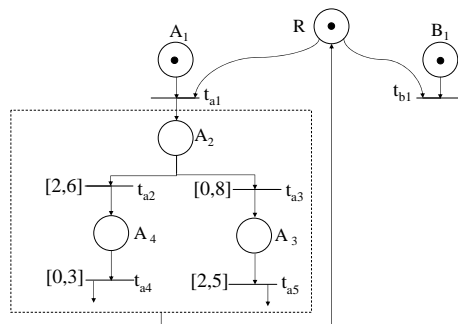 A1 R B1
ta1 tb1
A2
[2,6] ta2 [0,8] ta3
A4 A3
[0,3] ta4 [2,5] ta5